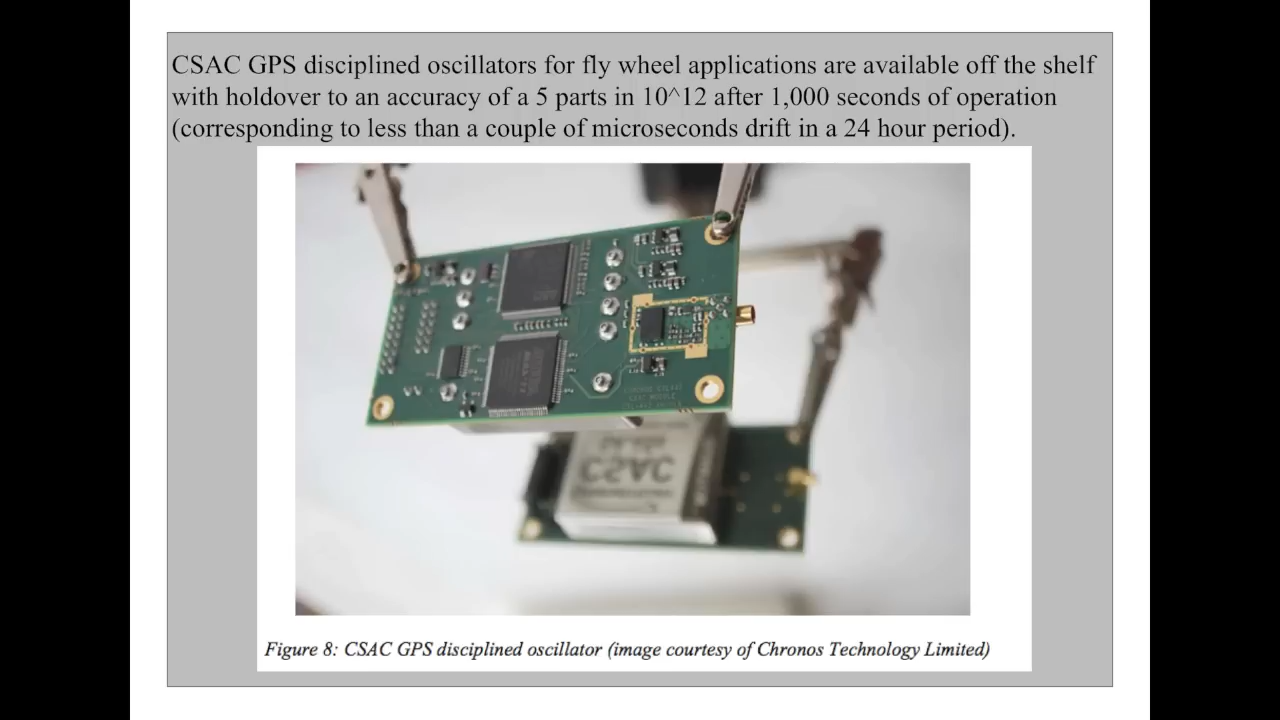 CSAC GPS disciplined oscillators for fly wheel applications are available off the shelf
with holdover to an accuracy of a 5 parts in 10^12 after 1,000 seconds of operation
(corresponding to less than a couple of microseconds drift in a 24 hour period).
CSAC
Figure 8: CSAC GPS disciplined oscillator (image courtesy of Chronos Technology Limited)